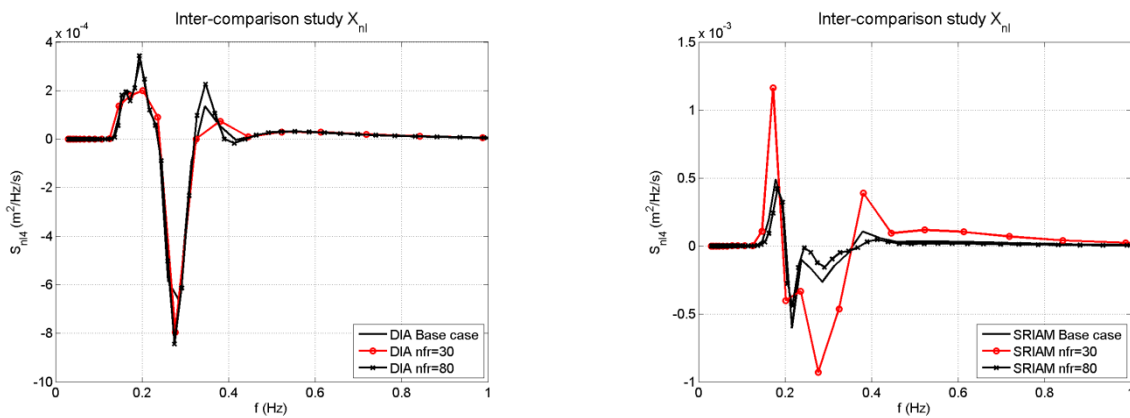 Inter-comparison study X_nl
x 10^-4
4
2
0
-2
-4
-6
-8
-10
0
0.2
0.4
0.6
0.8
1
S_nl4 (m^2/Hz/s)
f (Hz)
DIA Base case
DIA nfr=30
DIA nfr=80
Inter-comparison study X_nl
x 10^-3
1.5
1
0.5
0
-0.5
-1
0
0.2
0.4
0.6
0.8
1
S_nl4 (m^2/Hz/s)
f (Hz)
SRIAM Base case
SRIAM nfr=30
SRIAM nfr=80